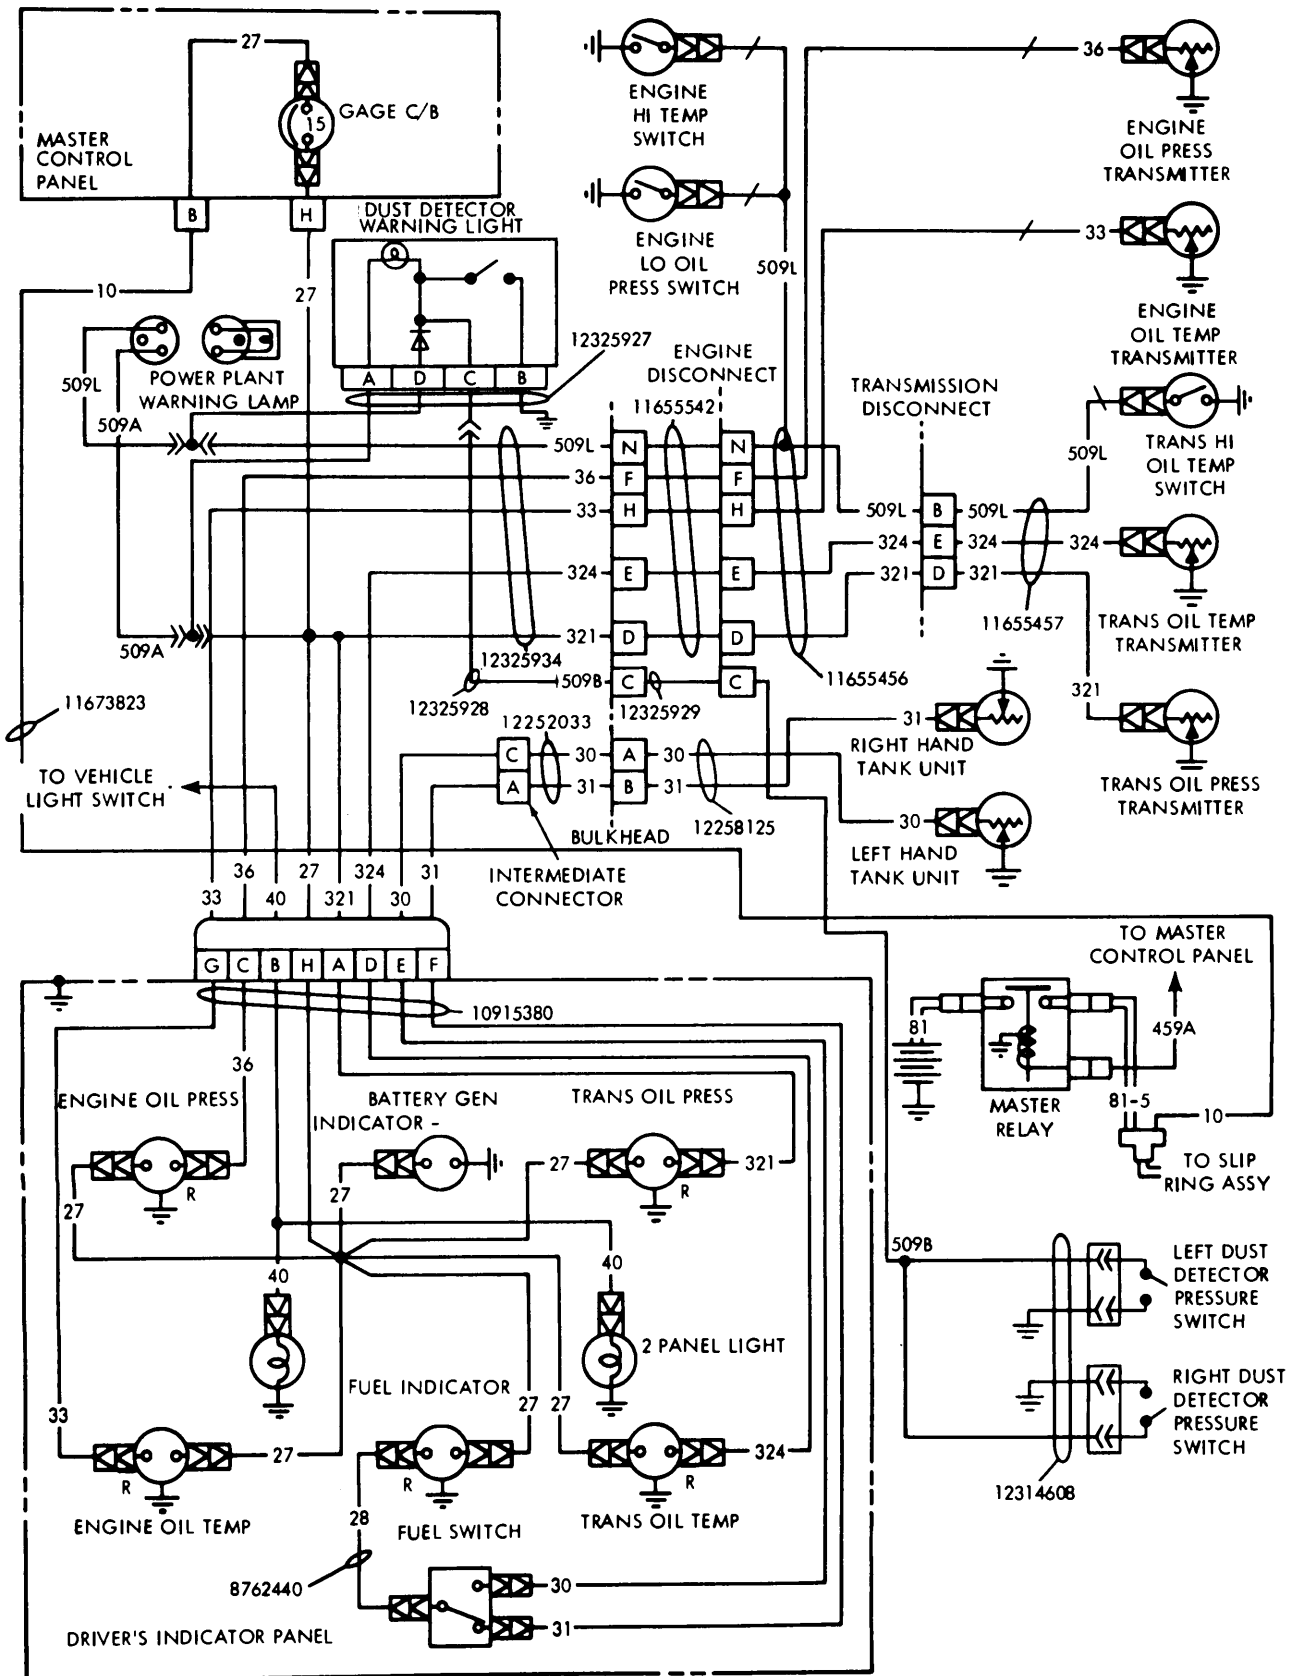 27
15
GAGE C/B
MASTER
CONTROL
PANEL
B
H
10
27
DUST DETECTOR
WARNING LIGHT
A
D
C
B
12325927
POWER PLANT
WARNING LAMP
509L
509A
509A
ENGINE
HI TEMP
SWITCH
ENGINE
LO OIL
PRESS SWITCH
509L
36
ENGINE
OIL PRESS
TRANSMITTER
33
ENGINE
OIL TEMP
TRANSMITTER
ENGINE
DISCONNECT
11655542
TRANSMISSION
DISCONNECT
509L
TRANS HI
OIL TEMP
SWITCH
509L
N
N
36
F
F
33
H
H
324
E
E
321
D
D
509B
C
C
509L
B
509L
324
E
324
324
321
D
321
11655457
TRANS OIL TEMP
TRANSMITTER
12325934
12325928
12325929
11655456
321
TRANS OIL PRESS
TRANSMITTER
11673823
12252033
C
30
A
30
A
31
B
31
12258125
31
RIGHT HAND
TANK UNIT
30
LEFT HAND
TANK UNIT
TO VEHICLE
LIGHT SWITCH
BULKHEAD
INTERMEDIATE
CONNECTOR
33
36
40
27
321
324
30
31
G
C
B
H
A
D
E
F
10915380
TO MASTER
CONTROL PANEL
81
459A
MASTER
RELAY
81-5
10
TO SLIP
RING ASSY
36
ENGINE OIL PRESS
R
27
BATTERY GEN
INDICATOR -
27
TRANS OIL PRESS
27
321
R
40
40
2 PANEL LIGHT
509B
LEFT DUST
DETECTOR
PRESSURE
SWITCH
RIGHT DUST
DETECTOR
PRESSURE
SWITCH
12314608
33
27
R
ENGINE OIL TEMP
FUEL INDICATOR
27
R
27
324
R
TRANS OIL TEMP
28
FUEL SWITCH
8762440
30
31
DRIVER'S INDICATOR PANEL